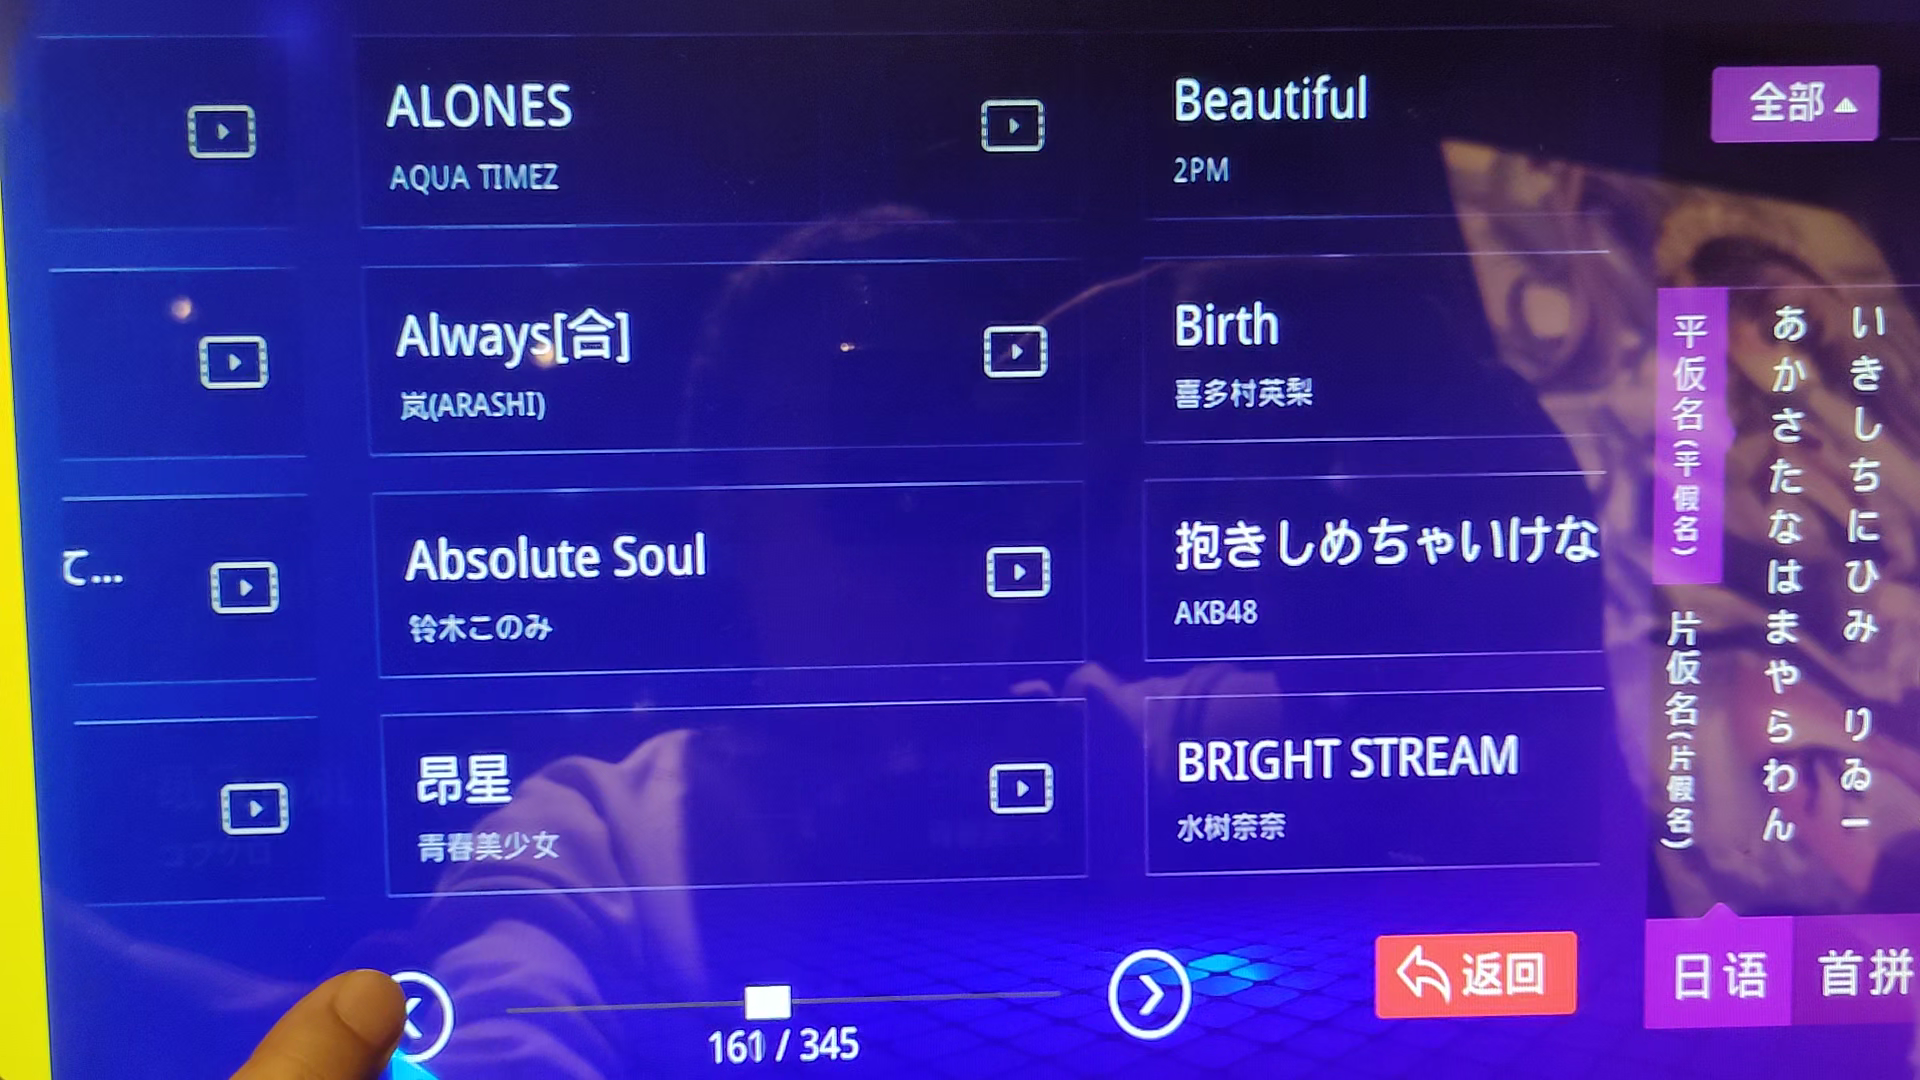 ALONES
AQUA TIMEZ
Beautiful
2PM
全部
Always[合]
岚(ARASHI)
Birth
喜多村英梨
て...
Absolute Soul
铃木このみ
抱きしめちゃいけな
AKB48
昂星
青春美少女
BRIGHT STREAM
水树奈奈
平仮名(平假名)
片仮名(片假名)
あかさたなはまやらわん
いきしちにひみ りゐー
161 / 345
返回
日语
首拼